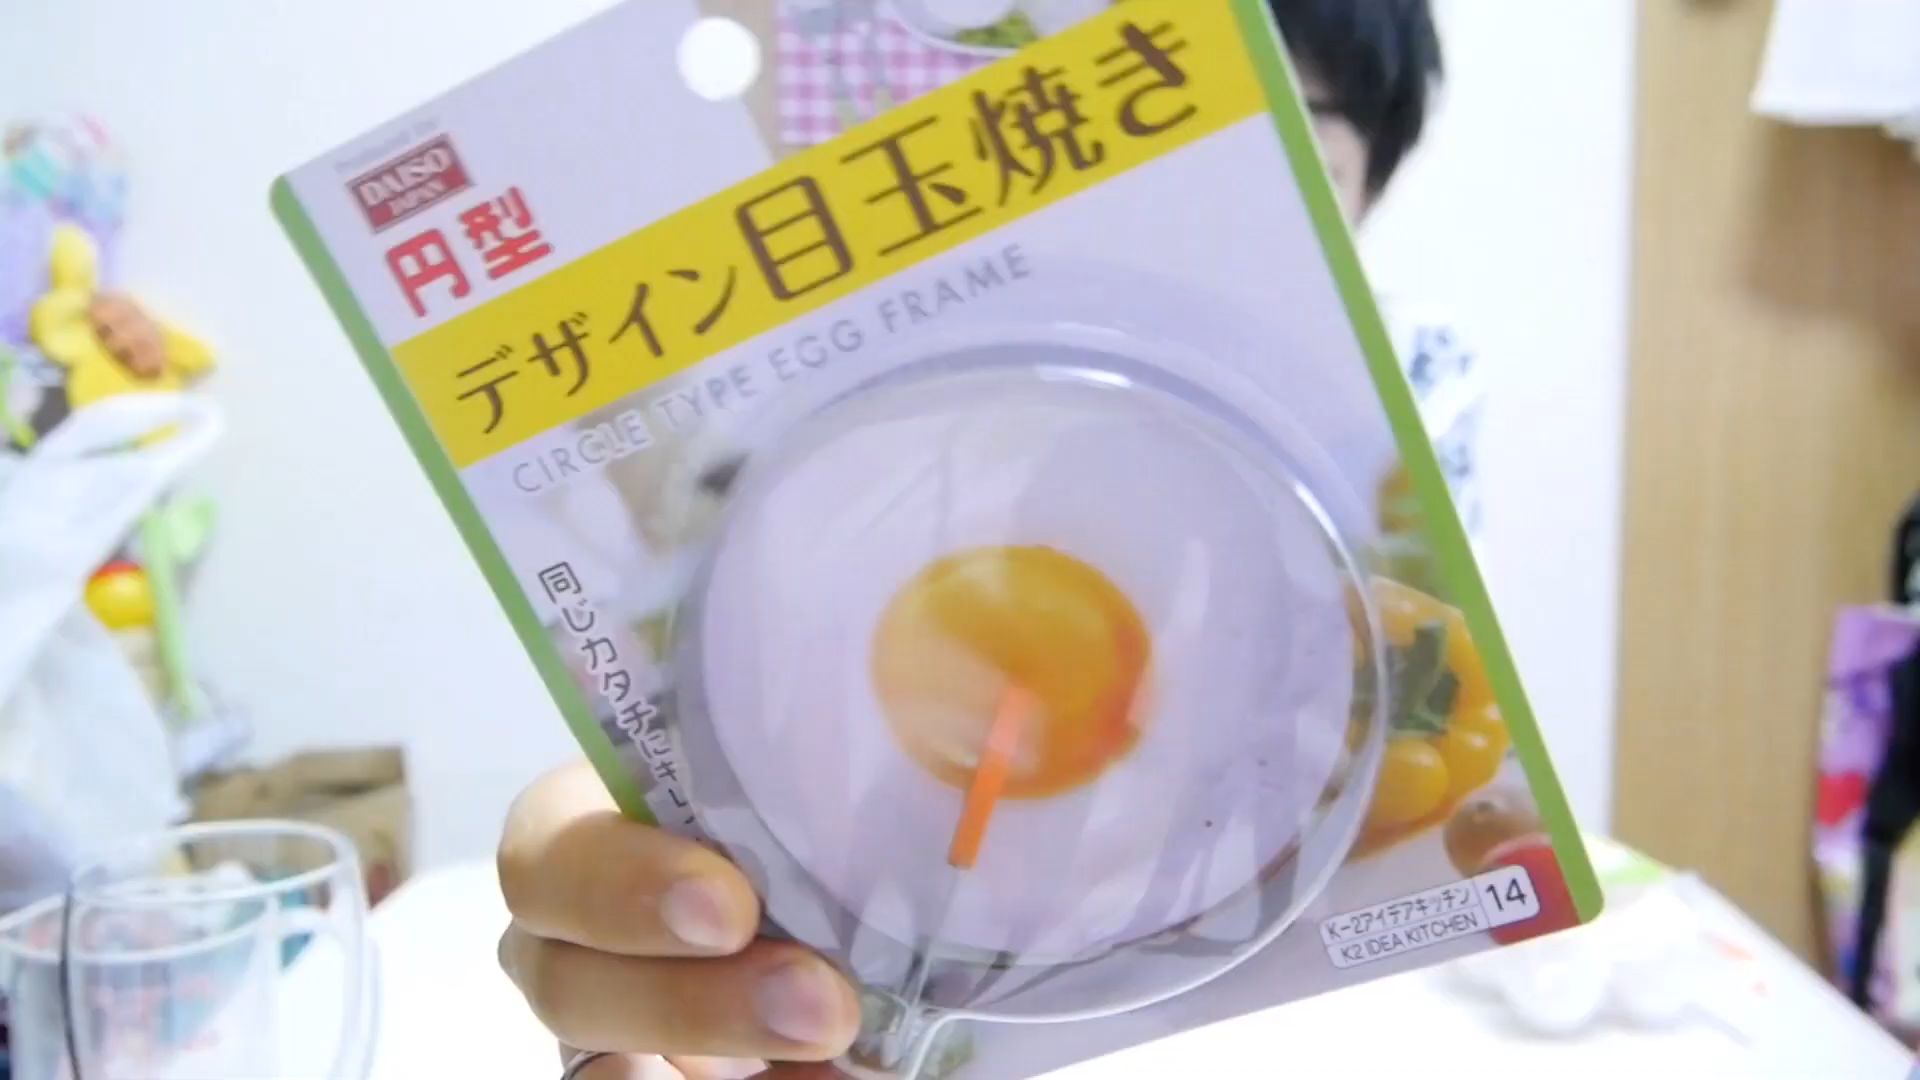 DAISO
JAPAN
円型
デザイン目玉焼き
CIRCLE TYPE EGG FRAME
同じカタチにキレ
K-2アイデアキッチン
K2 IDEA KITCHEN
14